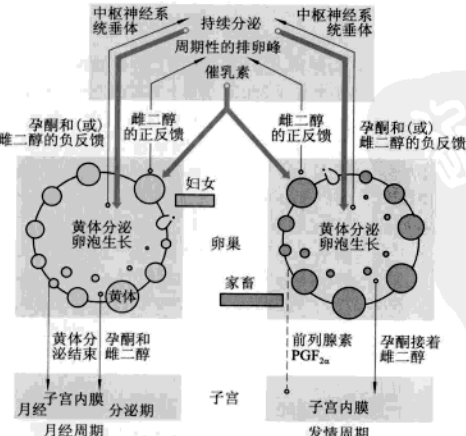 中枢神经系
统垂体
持续分泌
周期性的排卵峰
催乳素
中枢神经系
统垂体
孕酮和(或)
雌二醇的负反馈
雌二醇
的正反馈
雌二醇
的正反馈
孕酮和(或)
雌二醇的负反馈
妇女
黄体分泌
卵泡生长
黄体
卵巢
家畜
黄体分泌
卵泡生长
黄体分
泌结束
孕酮和
雌二醇
前列腺素
PGF₂α
孕酮接着
雌二醇
子宫内膜
月经
分泌期
月经周期
子宫
子宫内膜
发情周期